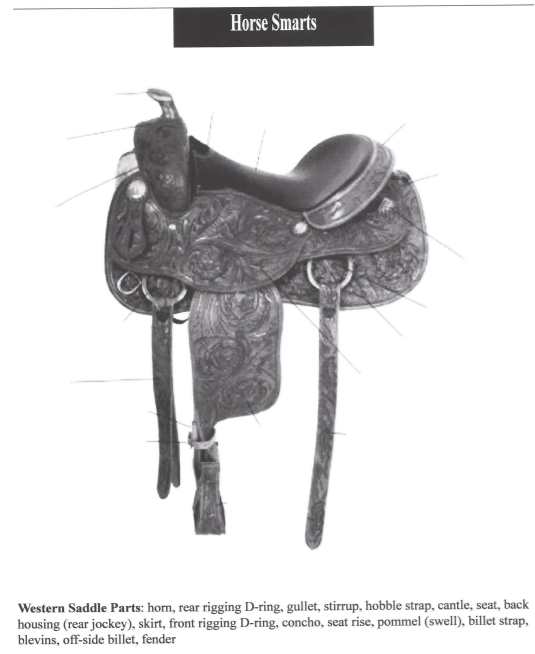 Horse Smarts
Western Saddle Parts: horn, rear rigging D-ring, gullet, stirrup, hobble strap, cantle, seat, back
housing (rear jockey), skirt, front rigging D-ring, concho, seat rise, pommel (swell), billet strap,
blevins, off-side billet, fender